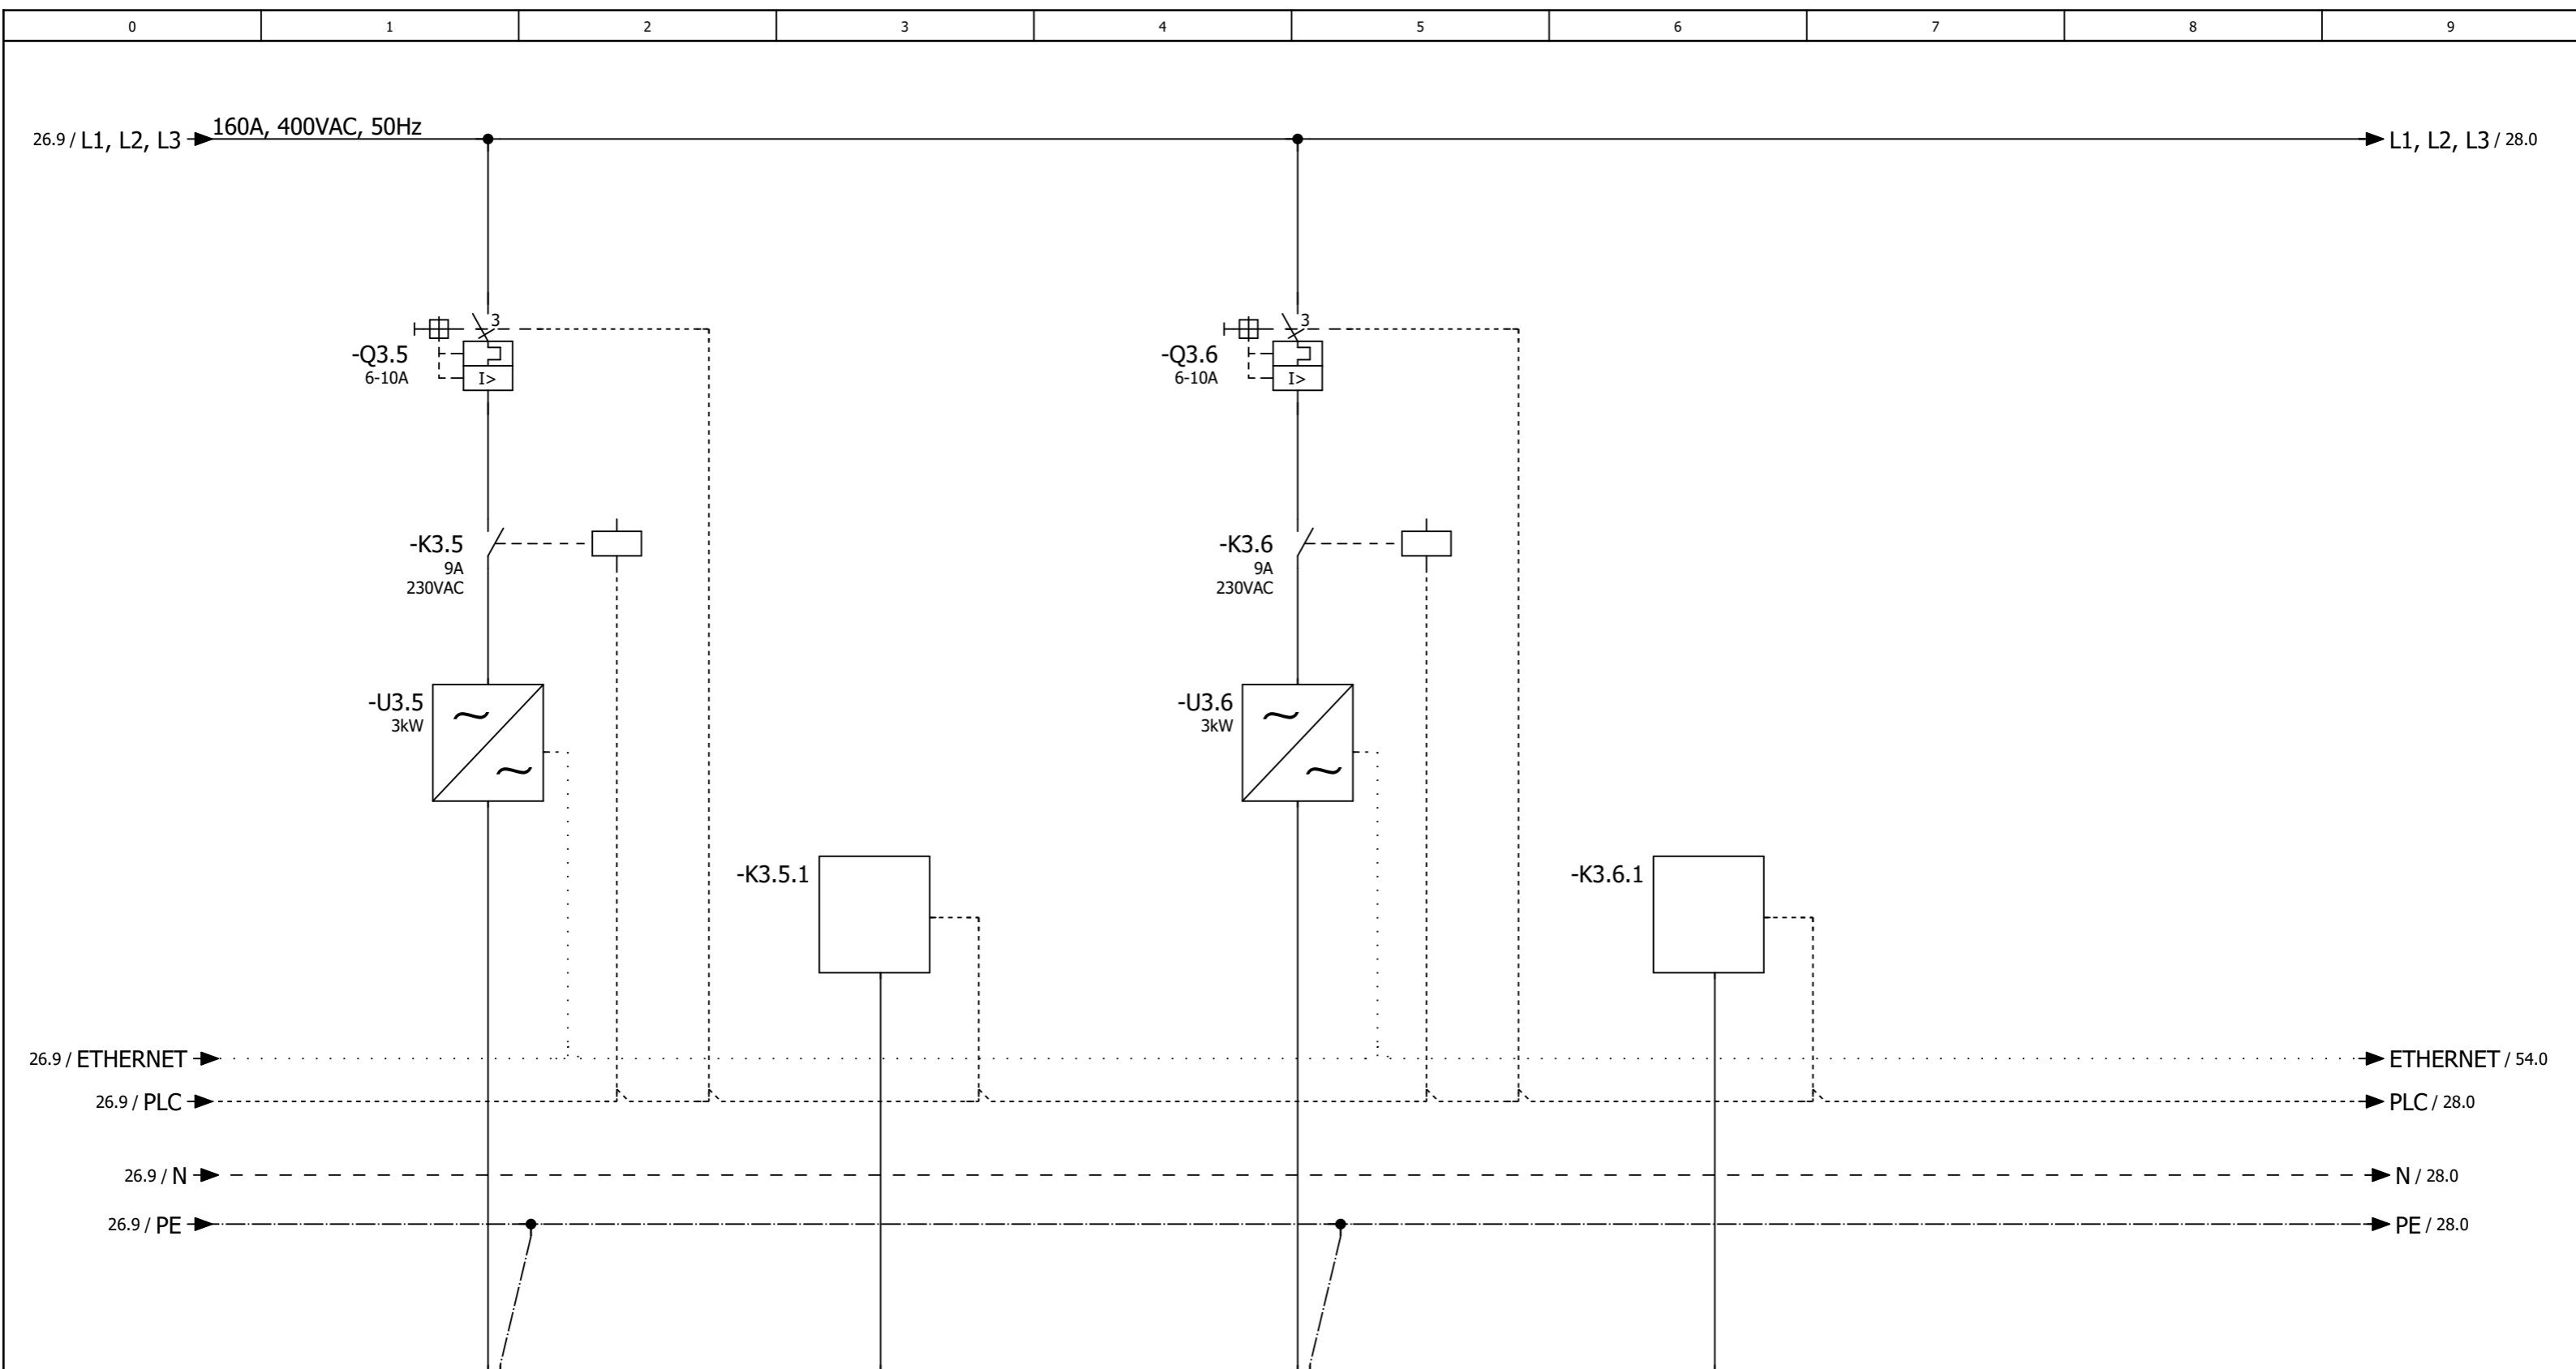 0 1 2 3 4 5 6 7 8 9
160A, 400VAC, 50Hz
26.9 / L1, L2, L3
L1, L2, L3 / 28.0
3
3
-Q3.5
6-10A
I>
-Q3.6
6-10A
I>
-K3.5
9A
230VAC
-K3.6
9A
230VAC
-U3.5
3kW
-U3.6
3kW
-K3.5.1
-K3.6.1
26.9 / ETHERNET
ETHERNET / 54.0
26.9 / PLC
PLC / 28.0
26.9 / N
N / 28.0
26.9 / PE
PE / 28.0